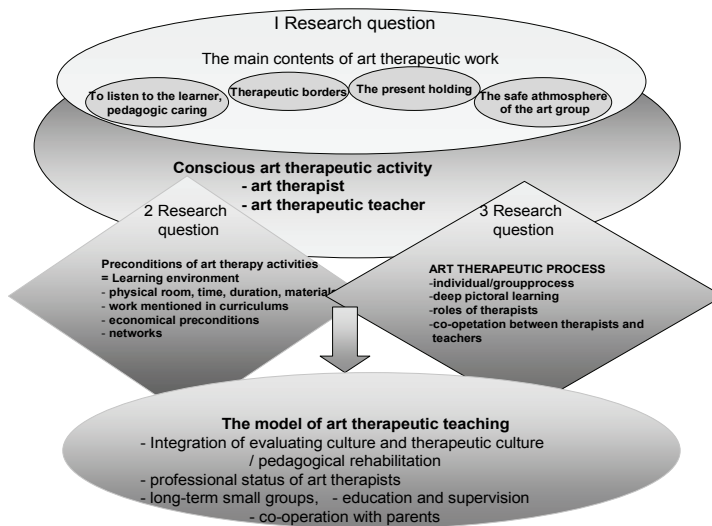 I Research question
The main contents of art therapeutic work
To listen to the learner,
pedagogic caring
Therapeutic borders
The present holding
The safe athmosphere
of the art group
Conscious art therapeutic activity
- art therapist
- art therapeutic teacher
2 Research
question
Preconditions of art therapy activities
= Learning environment
- physical room, time, duration, materials,
- work mentioned in curriculums
- economical preconditions
- networks
3 Research
question
ART THERAPEUTIC PROCESS
-individual/groupprocess
-deep pictorial learning
-roles of therapists
-co-opetation between therapists and
teachers
The model of art therapeutic teaching
- Integration of evaluating culture and therapeutic culture
/ pedagogical rehabilitation
- professional status of art therapists
- long-term small groups, - education and supervision
- co-operation with parents